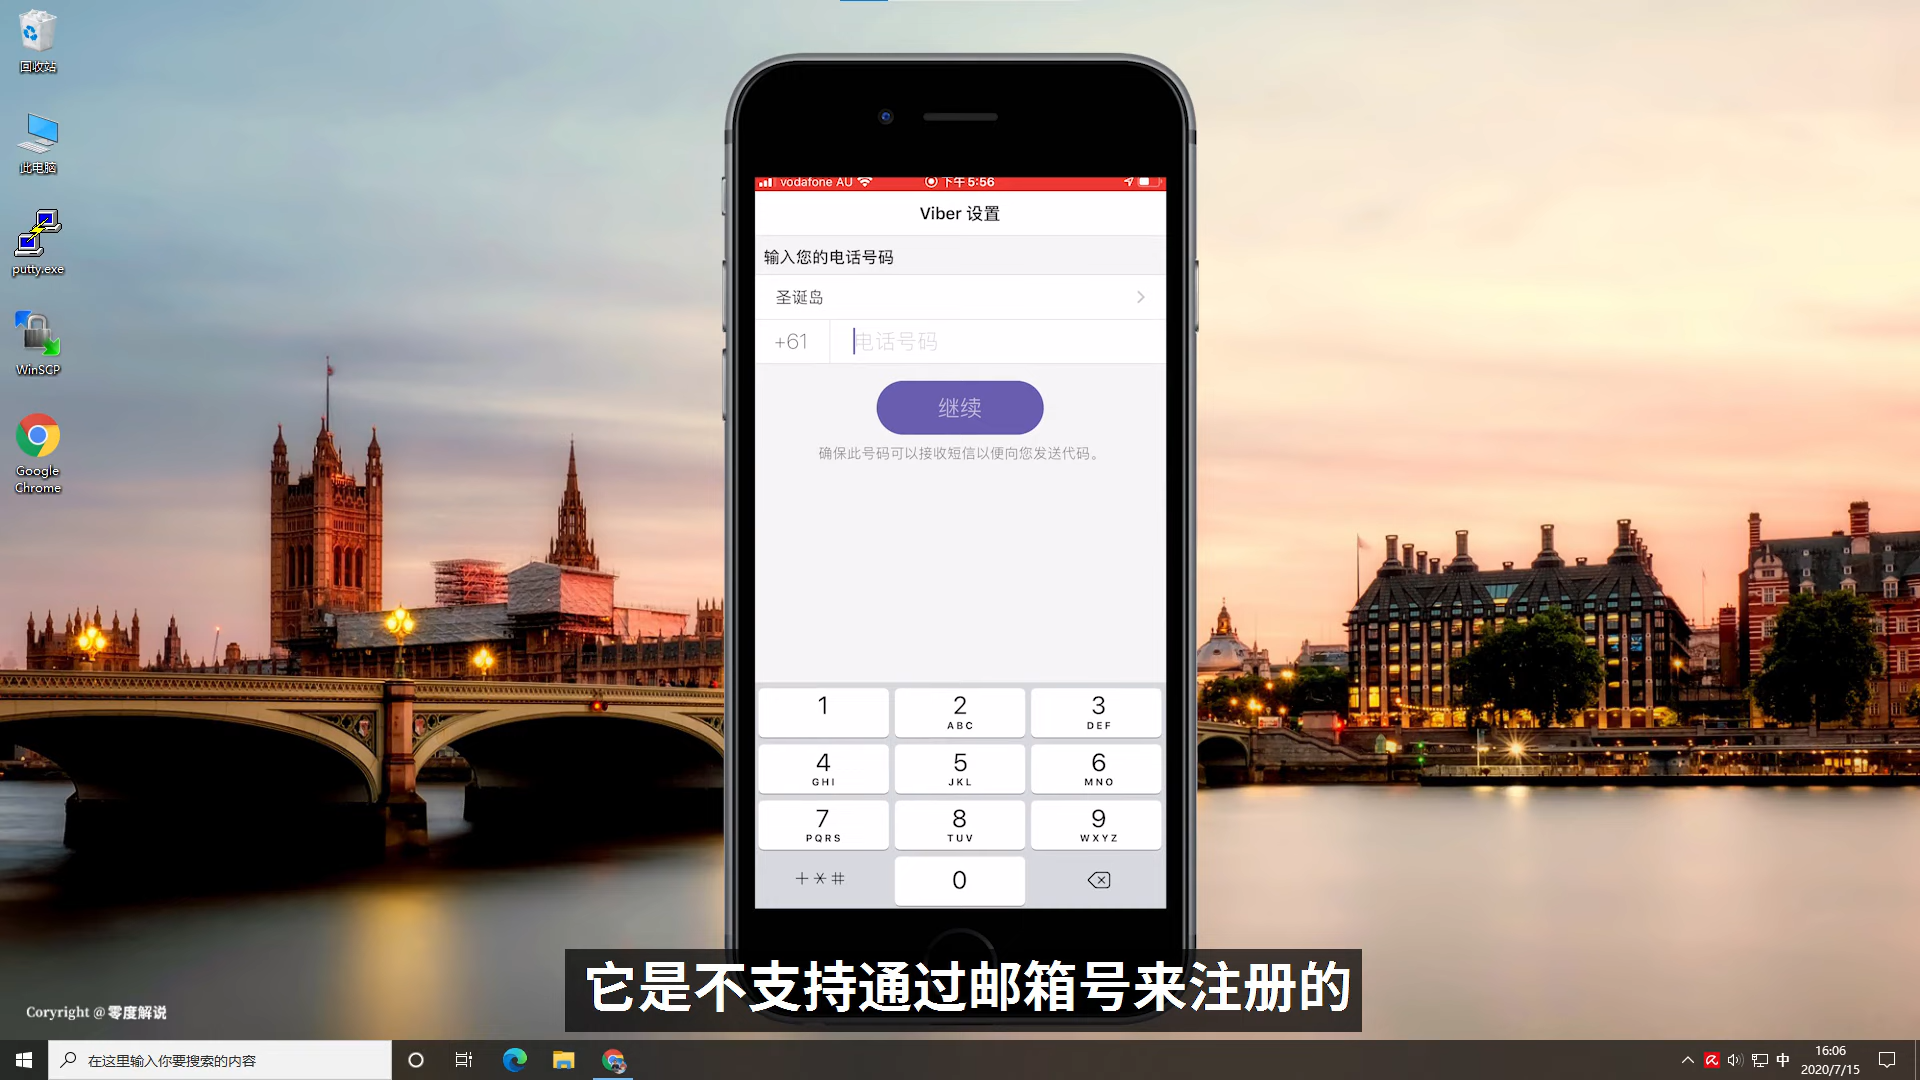 回收站
此电脑
putty.exe
WinSCP
Google
Chrome
vodafone AU
下午5:56
Viber 设置
输入您的电话号码
圣诞岛
+61
电话号码
继续
确保此号码可以接收短信以便向您发送代码。
1
2
ABC
3
DEF
4
GHI
5
JKL
6
MNO
7
PQRS
8
TUV
9
WXYZ
+*#
0
它是不支持通过邮箱号来注册的
Coryright @ 零度解说
在这里输入你要搜索的内容
中
16:06
2020/7/15